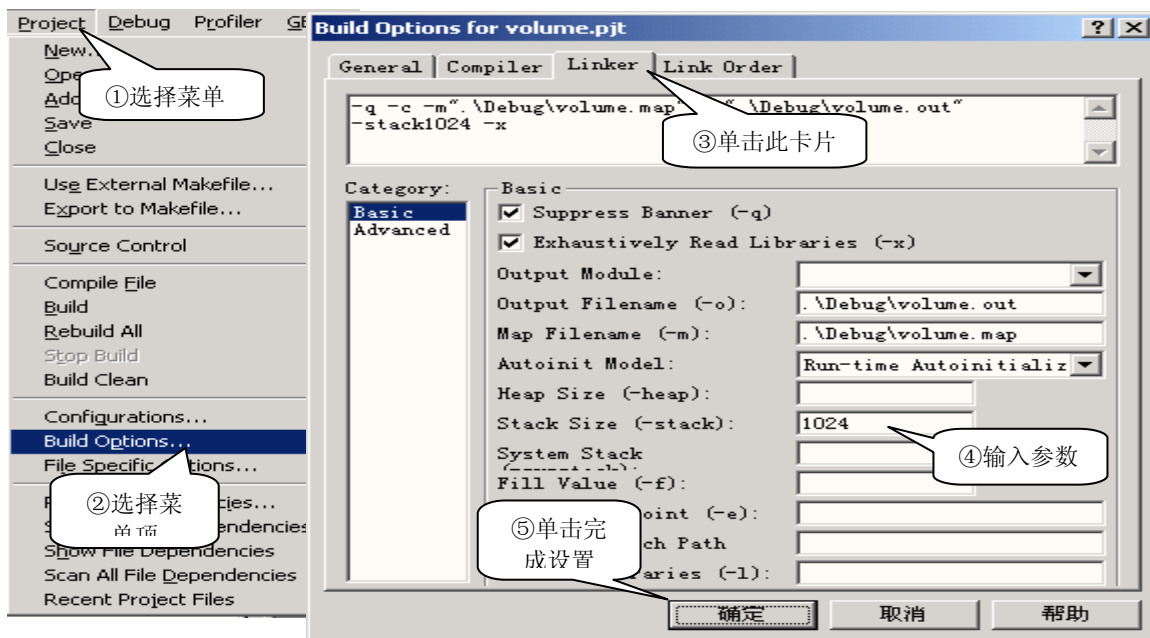 Project Debug Profiler
①选择菜单
Save
Close
Use External Makefile...
Export to Makefile...
Source Control
Compile File
Build
Rebuild All
Stop Build
Build Clean
Configurations...
Build Options...
②选择菜
单项
Show File Dependencies
Scan All File Dependencies
Recent Project Files
Build Options for volume.pjt
General Compiler Linker Link Order
-q -c -m".\Debug\volume.map" ".\Debug\volume.out"
-stack1024 -x
③单击此卡片
Category:
Basic
Advanced
Basic
Suppress Banner (-q)
Exhaustively Read Libraries (-x)
Output Module:
Output Filename (-o): .\Debug\volume.out
Map Filename (-m): .\Debug\volume.map
Autoinit Model: Run-time Autoinitializ
Heap Size (-heap):
Stack Size (-stack): 1024
④输入参数
System Stack
Fill Value (-f):
(-e):
Path
(-l):
⑤单击完
成设置
确定 取消 帮助